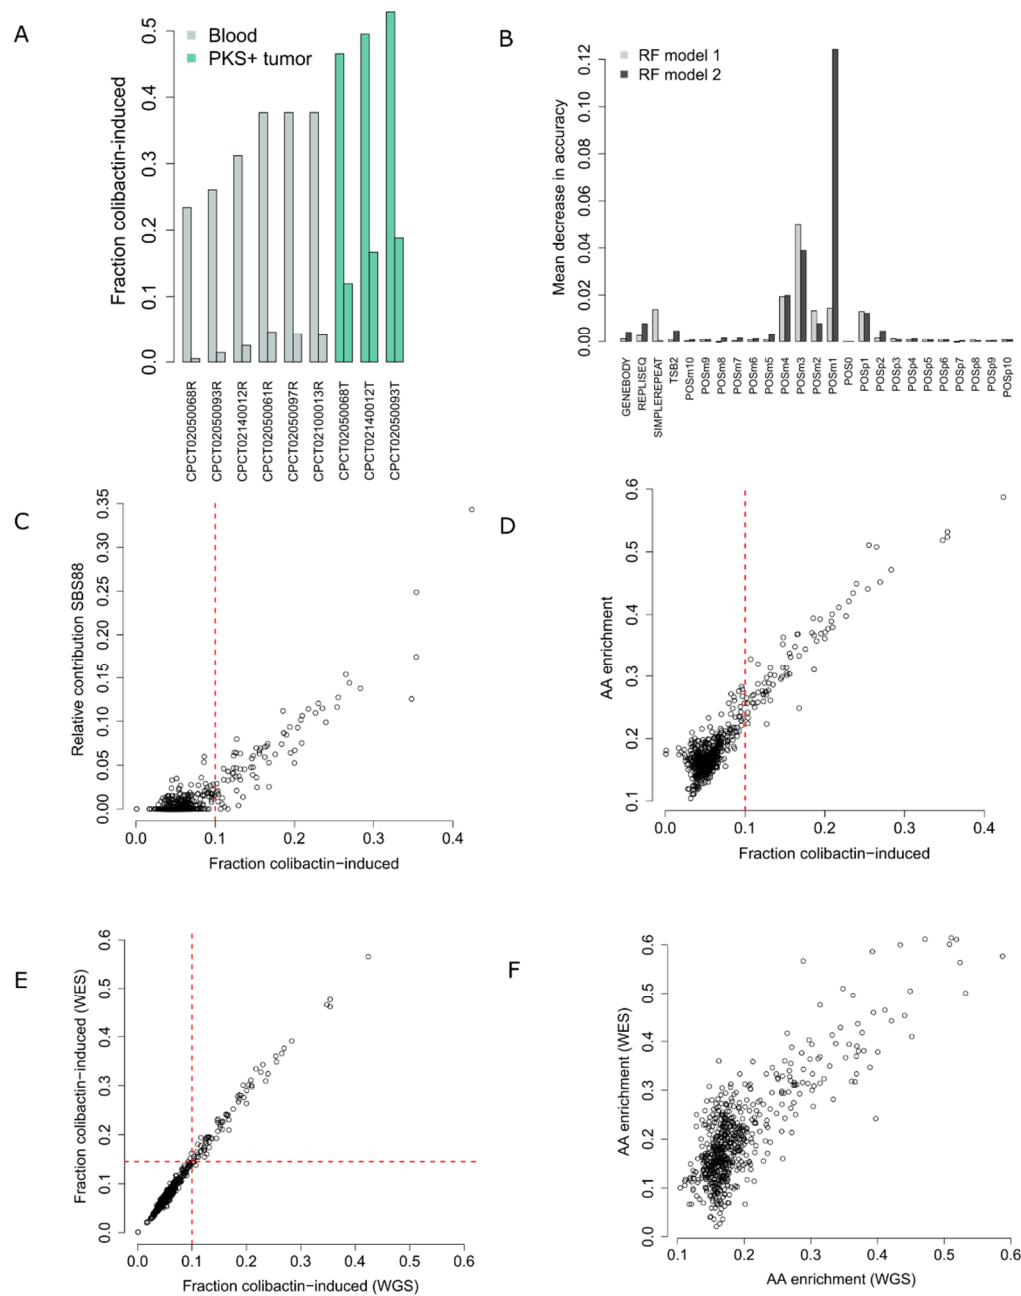 A
Blood
PKS+ tumor
Fraction colibactin-induced
0.0 0.1 0.2 0.3 0.4 0.5
CPCT02050068R
CPCT02050093R
CPCT02140012R
CPCT02050061R
CPCT02050097R
CPCT02100013R
CPCT02050068T
CPCT02140012T
CPCT02050093T
B
RF model 1
RF model 2
Mean decrease in accuracy
0.00 0.02 0.04 0.06 0.08 0.10 0.12
GENEBODY
REPLISEQ
SIMPLEREPEAT
TSB2
POSm10
POSm9
POSm8
POSm7
POSm6
POSm5
POSm4
POSm3
POSm2
POSm1
POS0
POSp1
POSp2
POSp3
POSp4
POSp5
POSp6
POSp7
POSp8
POSp9
POSp10
C
Relative contribution SBS88
0.00 0.05 0.10 0.15 0.20 0.25 0.30 0.35
0.0 0.1 0.2 0.3 0.4
Fraction colibactin−induced
D
AA enrichment
0.1 0.2 0.3 0.4 0.5 0.6
0.0 0.1 0.2 0.3 0.4
Fraction colibactin−induced
E
Fraction colibactin−induced (WES)
0.0 0.1 0.2 0.3 0.4 0.5 0.6
0.0 0.1 0.2 0.3 0.4 0.5 0.6
Fraction colibactin−induced (WGS)
F
AA enrichment (WES)
0.0 0.1 0.2 0.3 0.4 0.5 0.6
0.1 0.2 0.3 0.4 0.5 0.6
AA enrichment (WGS)